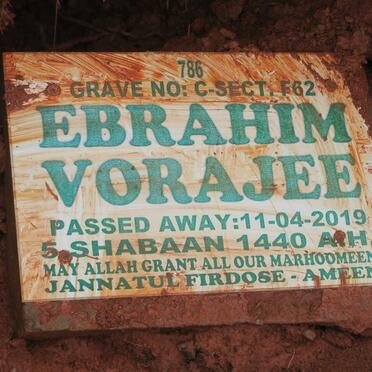 786
GRAVE NO: C-SECT. F62
EBRAHIM
VORAJEE
PASSED AWAY:11-04-2019
5 SHABAAN 1440 A.H.
MAY ALLAH GRANT ALL OUR MARHOOMEEN
JANNATUL FIRDOSE - AMEEN